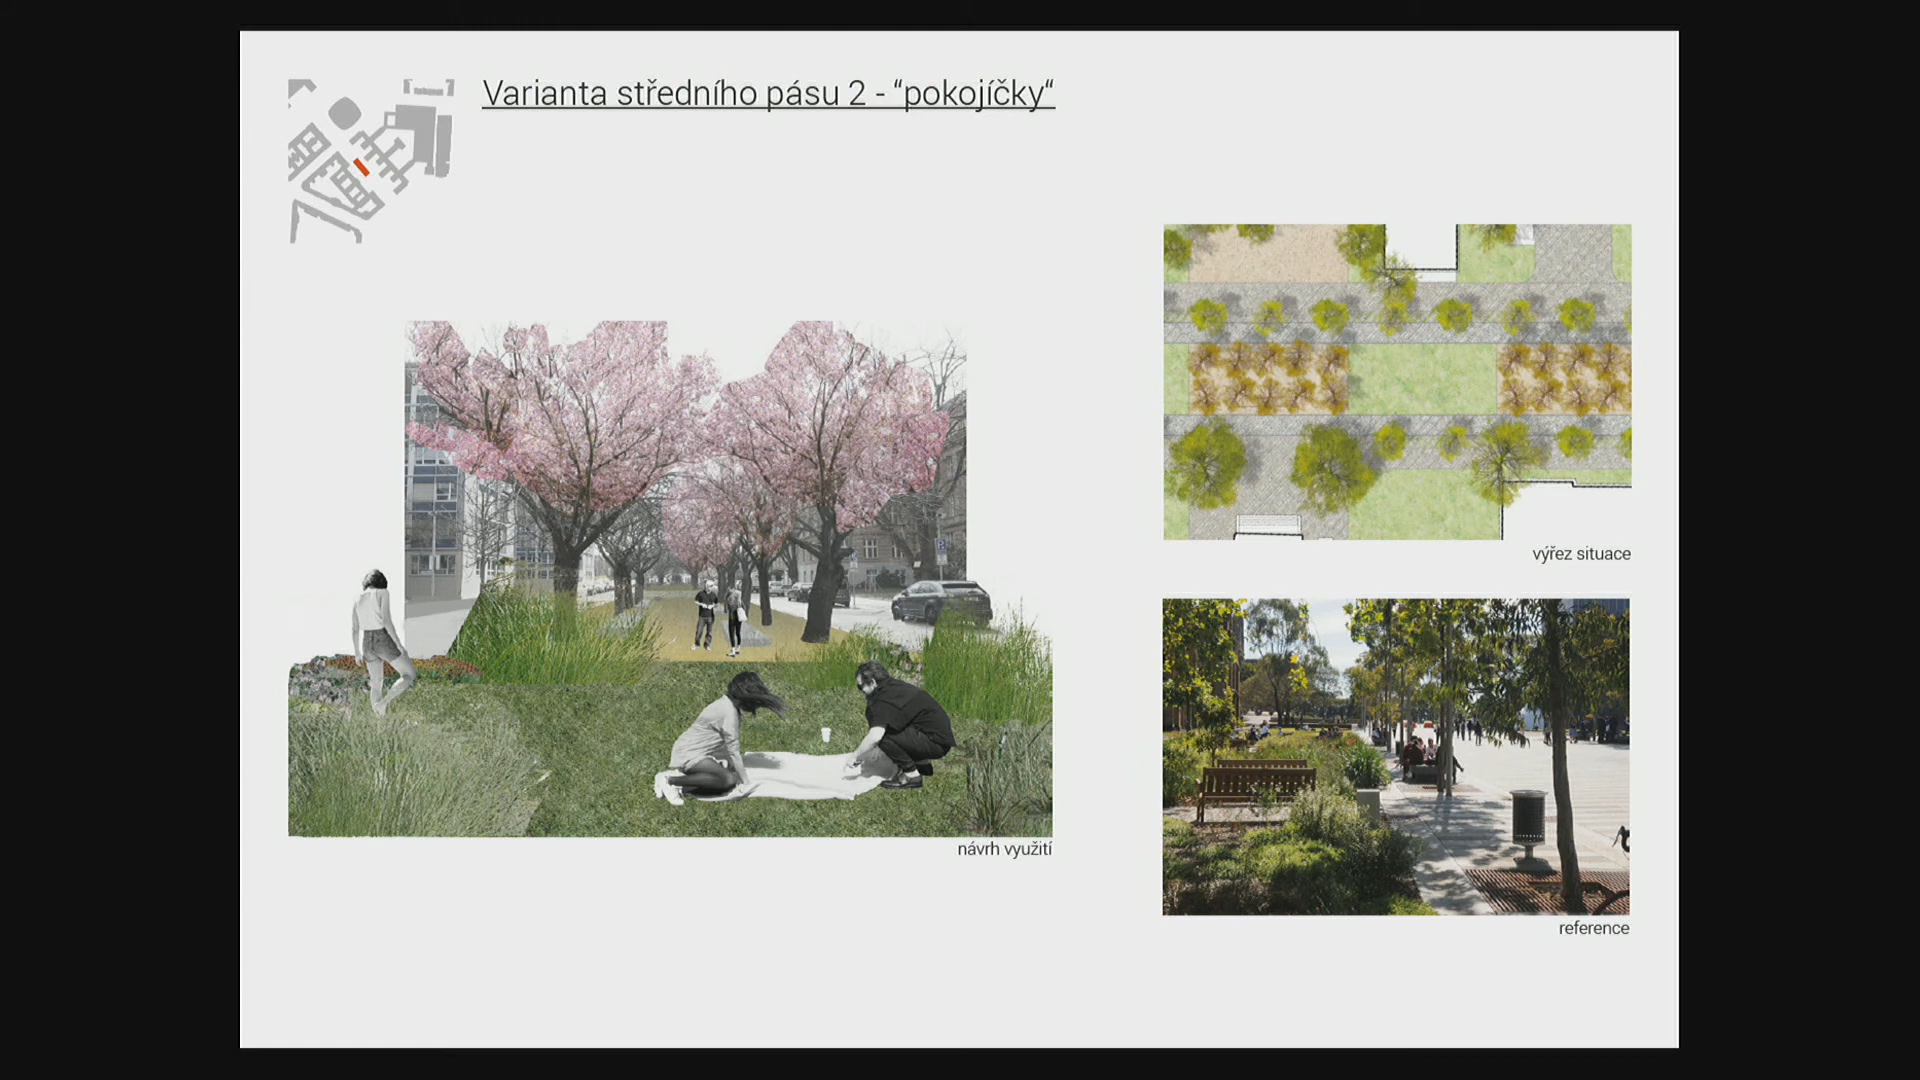 Varianta středního pásu 2 - “pokojíčky“
výřez situace
návrh využití
reference